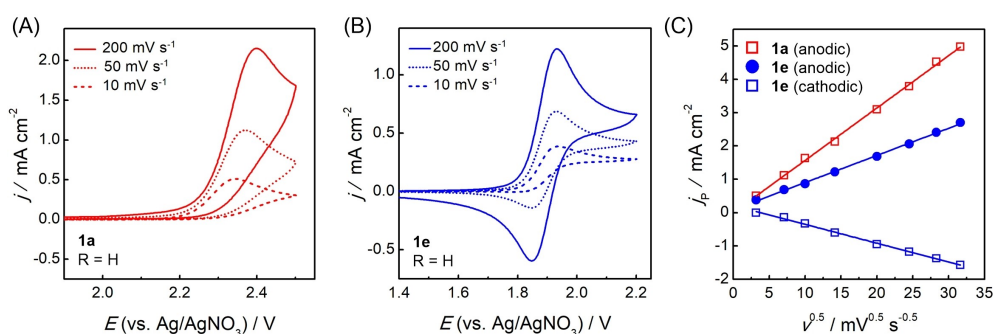 (A)
200 mV s⁻¹
50 mV s⁻¹
10 mV s⁻¹
2.0
1.5
1.0
0.5
0.0
-0.5
j / mA cm⁻²
1a
R = H
2.0 2.2 2.4
E (vs. Ag/AgNO₃) / V
(B)
200 mV s⁻¹
50 mV s⁻¹
10 mV s⁻¹
1.0
0.5
0.0
-0.5
j / mA cm⁻²
1e
R = H
1.4 1.6 1.8 2.0 2.2
E (vs. Ag/AgNO₃) / V
(C)
1a (anodic)
1e (anodic)
1e (cathodic)
5
4
3
2
1
0
-1
-2
jₚ / mA cm⁻²
0 5 10 15 20 25 30 35
v⁰·⁵ / mV⁰·⁵ s⁻⁰·⁵